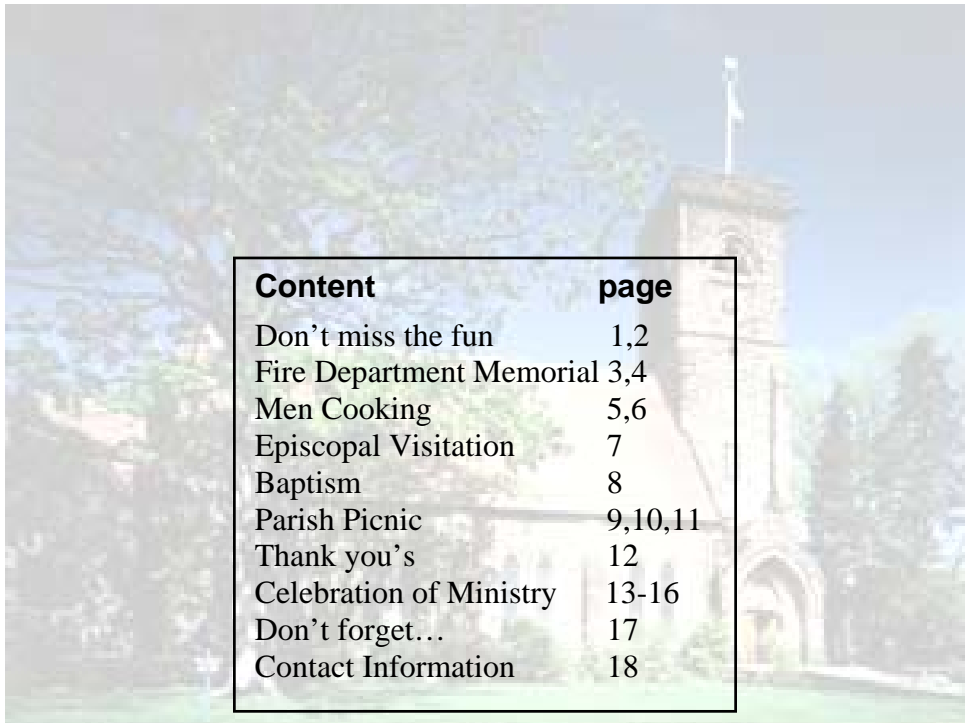 Content page
Don’t miss the fun 1,2
Fire Department Memorial 3,4
Men Cooking 5,6
Episcopal Visitation 7
Baptism 8
Parish Picnic 9,10,11
Thank you’s 12
Celebration of Ministry 13-16
Don’t forget… 17
Contact Information 18